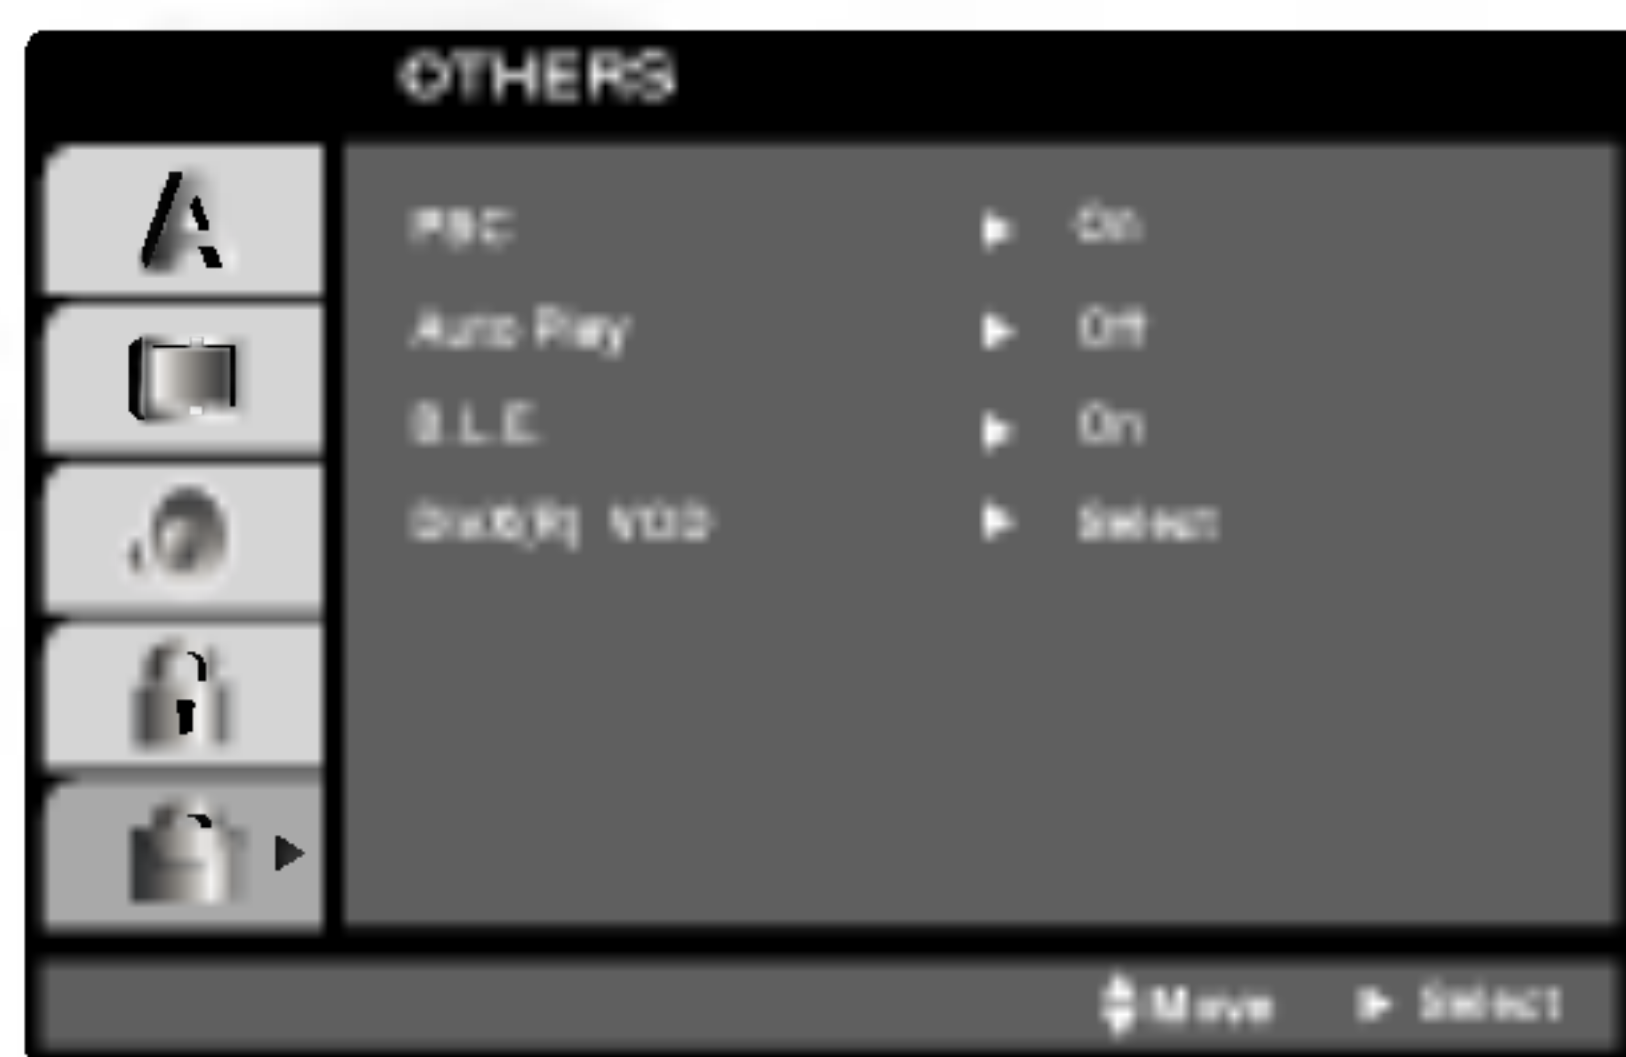 OTHERS
PBC ▶ On
Auto Play ▶ Off
B.L.E. ▶ On
DivX(R) VOD ▶ Select
Move ▶ Select